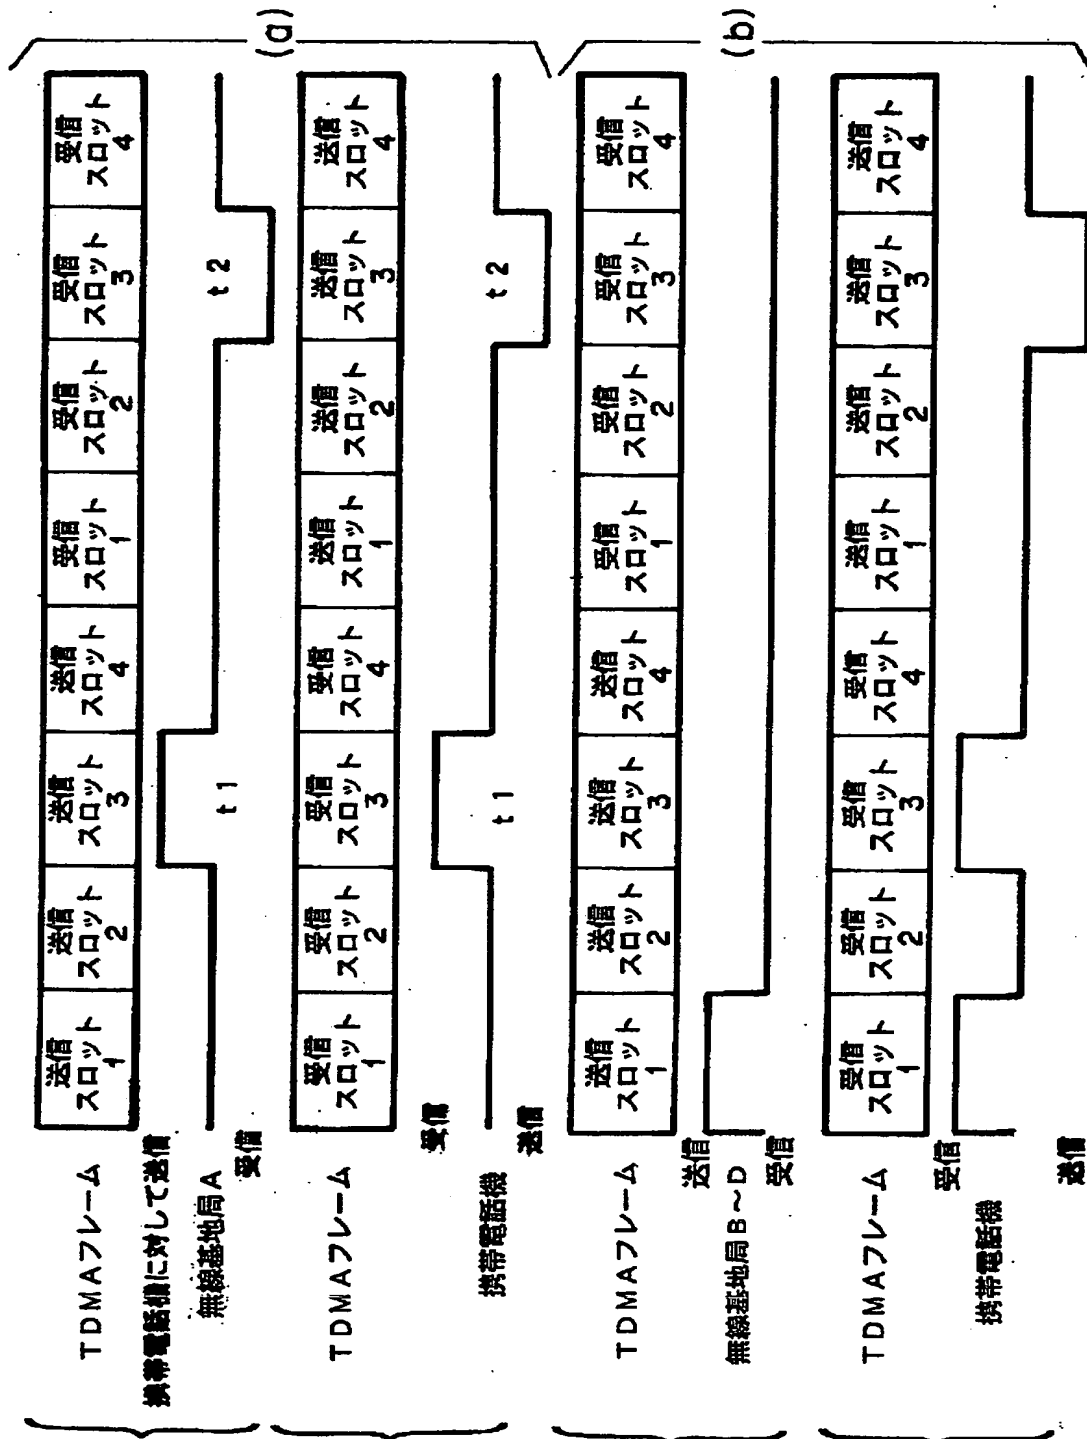 (a)
TDMAフレーム
送信スロット1
送信スロット2
送信スロット3
送信スロット4
受信スロット1
受信スロット2
受信スロット3
受信スロット4
携帯電話機に対して送信
無線基地局A
受信
t1
t2
TDMAフレーム
受信スロット1
受信スロット2
受信スロット3
受信スロット4
送信スロット1
送信スロット2
送信スロット3
送信スロット4
受信
携帯電話機
送信
t1
t2
(b)
TDMAフレーム
送信スロット1
送信スロット2
送信スロット3
送信スロット4
受信スロット1
受信スロット2
受信スロット3
受信スロット4
送信
無線基地局B～D
受信
TDMAフレーム
受信スロット1
受信スロット2
受信スロット3
受信スロット4
送信スロット1
送信スロット2
送信スロット3
送信スロット4
受信
携帯電話機
送信